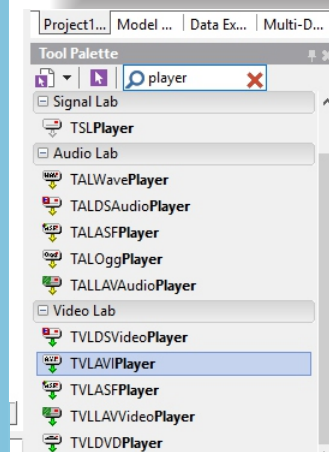 Project1... Model ... Data Ex... Multi-D...
Tool Palette
player
Signal Lab
TSLPlayer
Audio Lab
TALWavePlayer
TALDSAudioPlayer
TALASFPlayer
TALOggPlayer
TALLAVAudioPlayer
Video Lab
TVLDSVideoPlayer
TVLAVIPlayer
TVLASFPlayer
TVLLAVVideoPlayer
TVLDVDPlayer